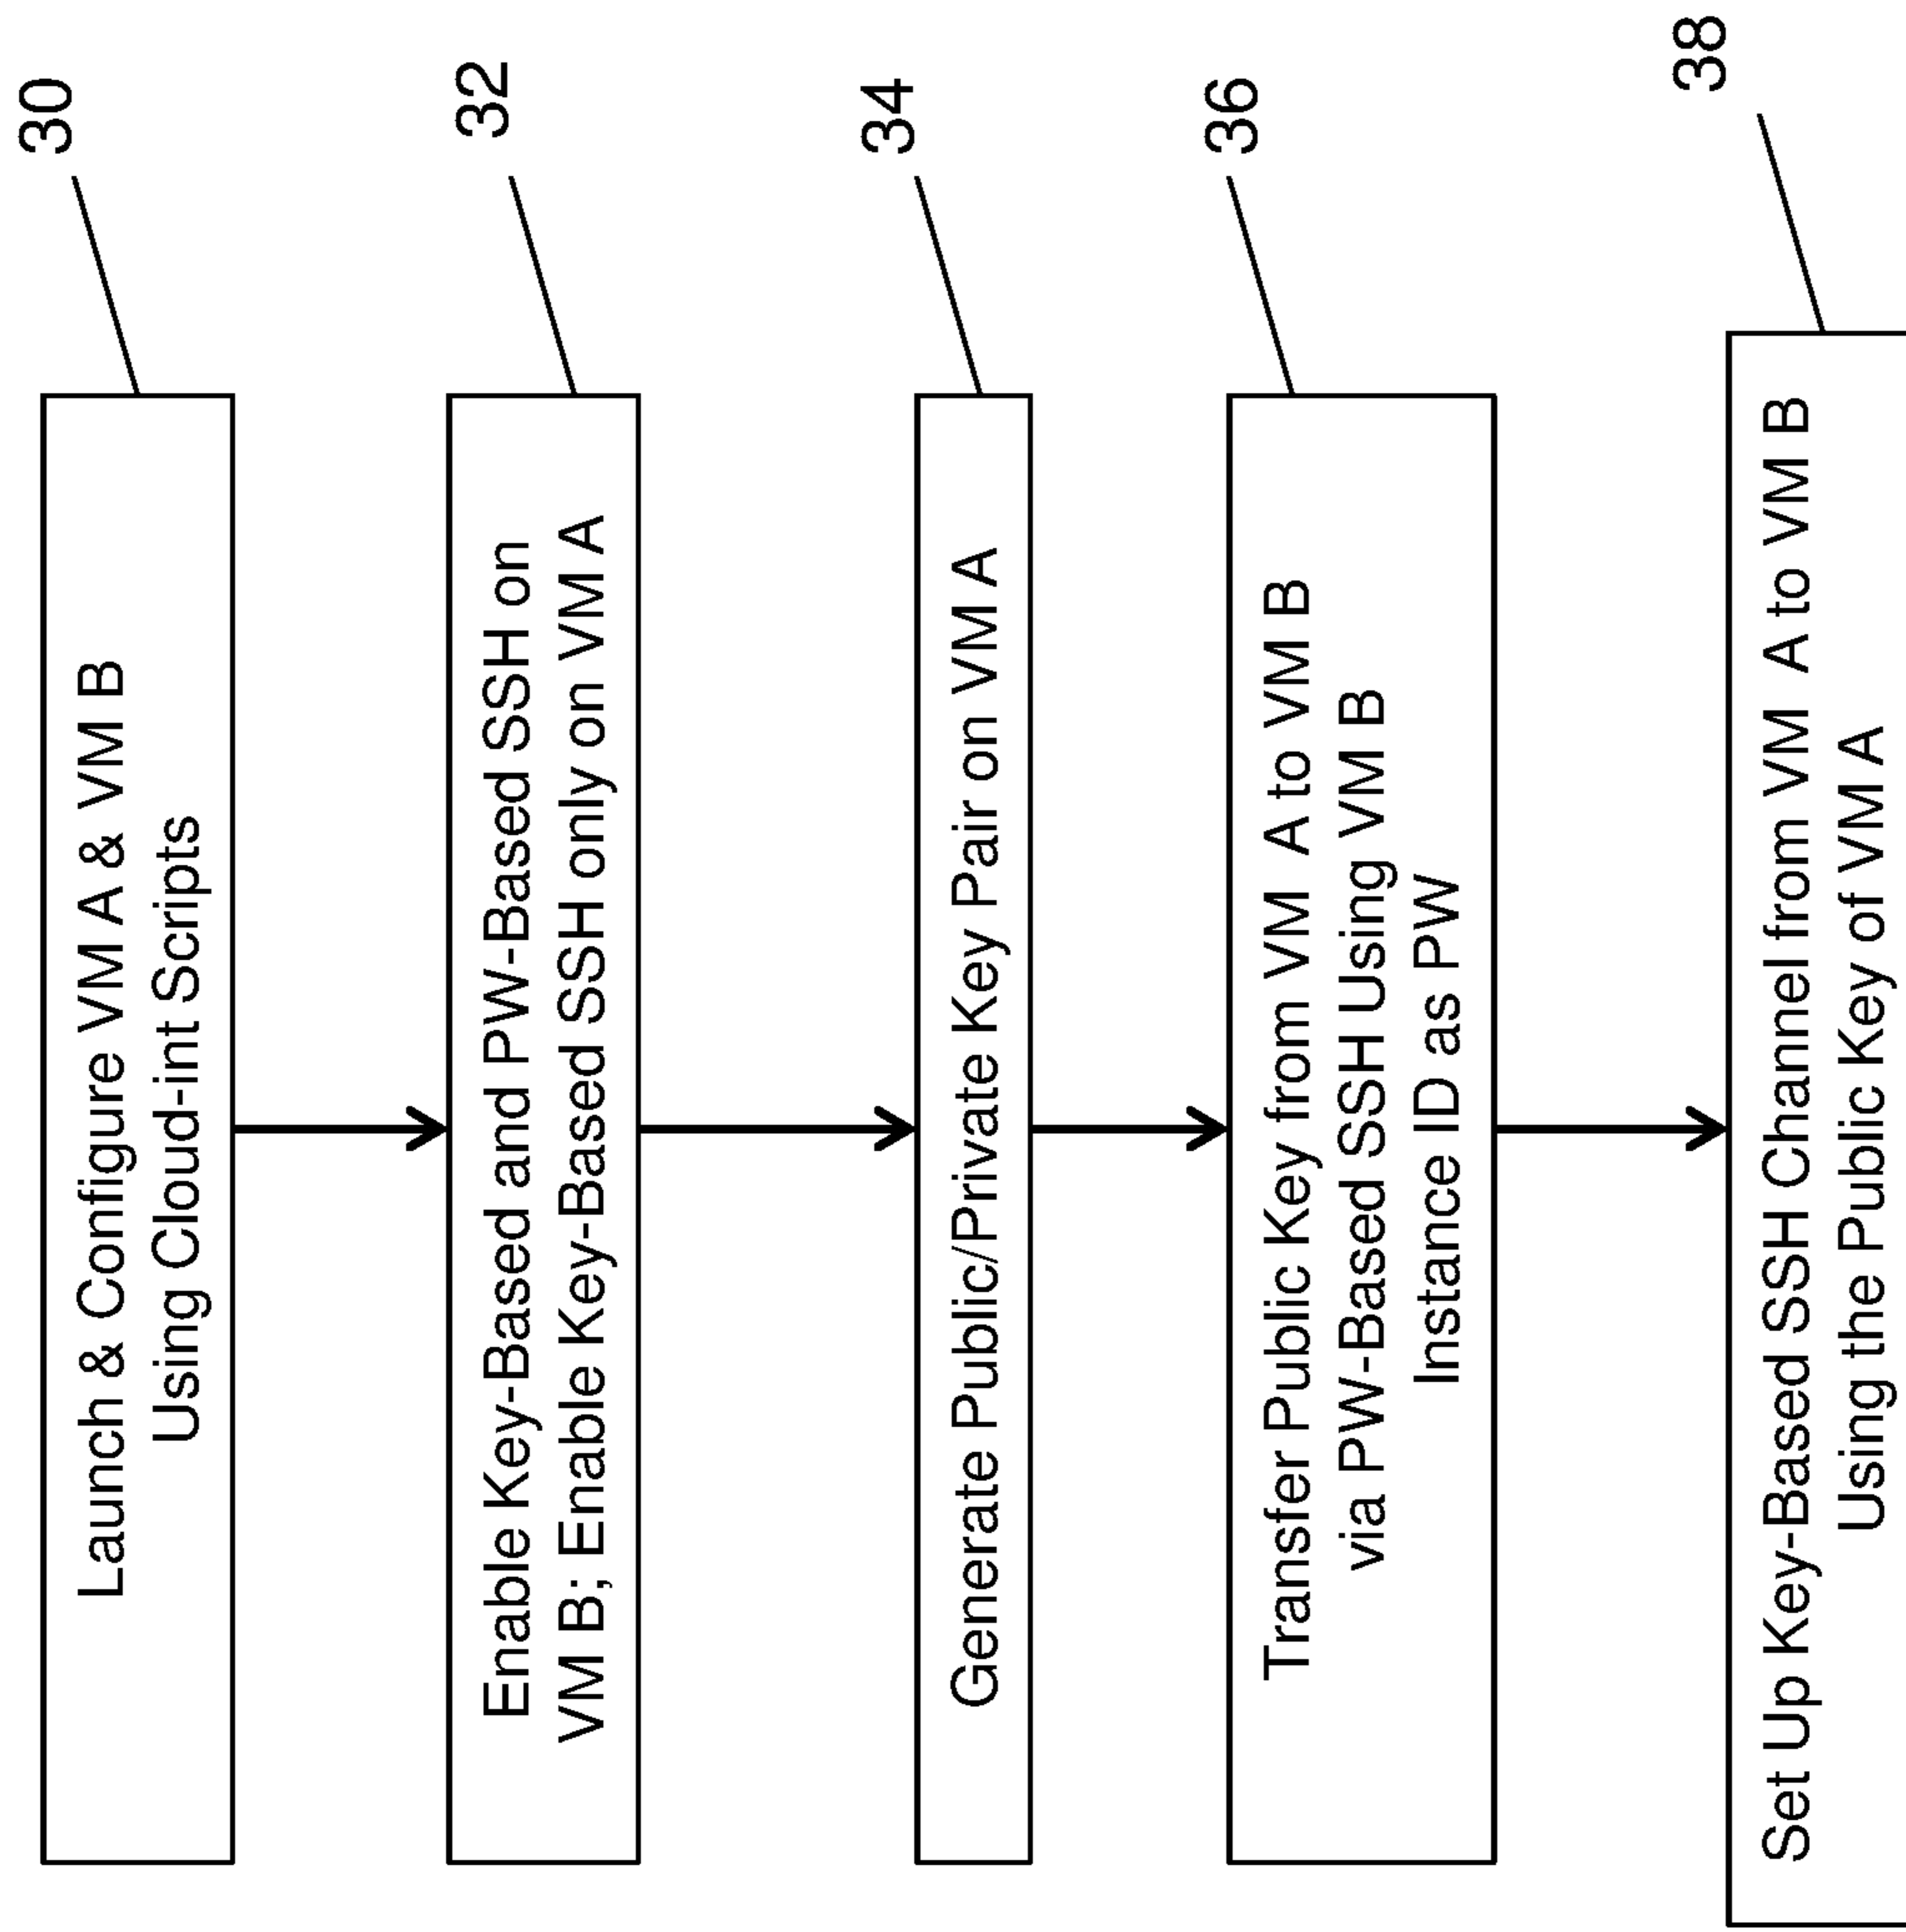 Launch & Configure VM A & VM B
Using Cloud-int Scripts
30
Enable Key-Based and PW-Based SSH on
VM B; Enable Key-Based SSH only on VM A
32
Generate Public/Private Key Pair on VM A
34
Transfer Public Key from VM A to VM B
via PW-Based SSH Using VM B
Instance ID as PW
36
Set Up Key-Based SSH Channel from VM A to VM B
Using the Public Key of VM A
38